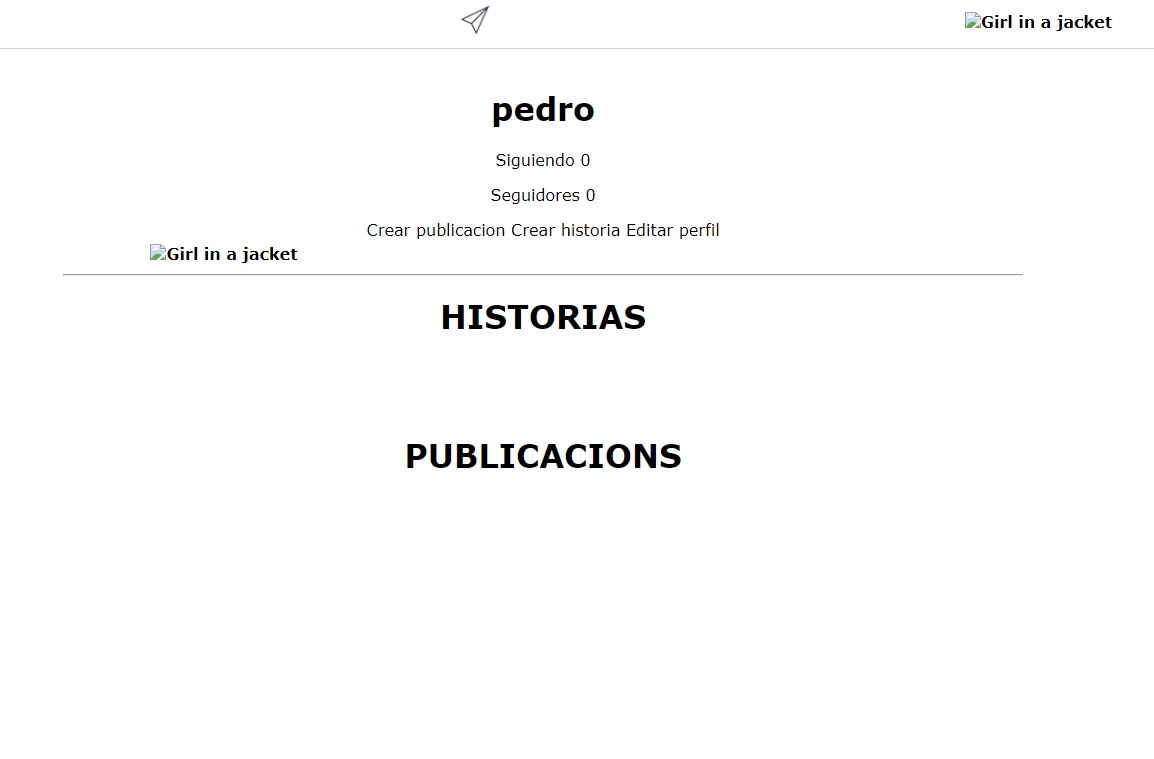 Girl in a jacket
pedro
Siguiendo 0
Seguidores 0
Crear publicacion Crear historia Editar perfil
Girl in a jacket
HISTORIAS
PUBLICACIONS